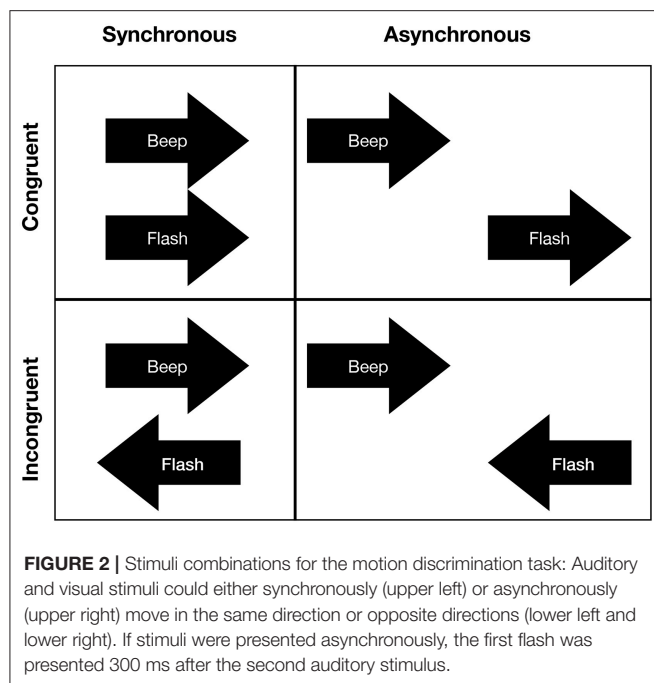 Synchronous Asynchronous
Congruent
Beep Beep
Flash Flash
Incongruent
Beep Beep
Flash Flash
FIGURE 2 | Stimuli combinations for the motion discrimination task: Auditory
and visual stimuli could either synchronously (upper left) or asynchronously
(upper right) move in the same direction or opposite directions (lower left and
lower right). If stimuli were presented asynchronously, the first flash was
presented 300 ms after the second auditory stimulus.